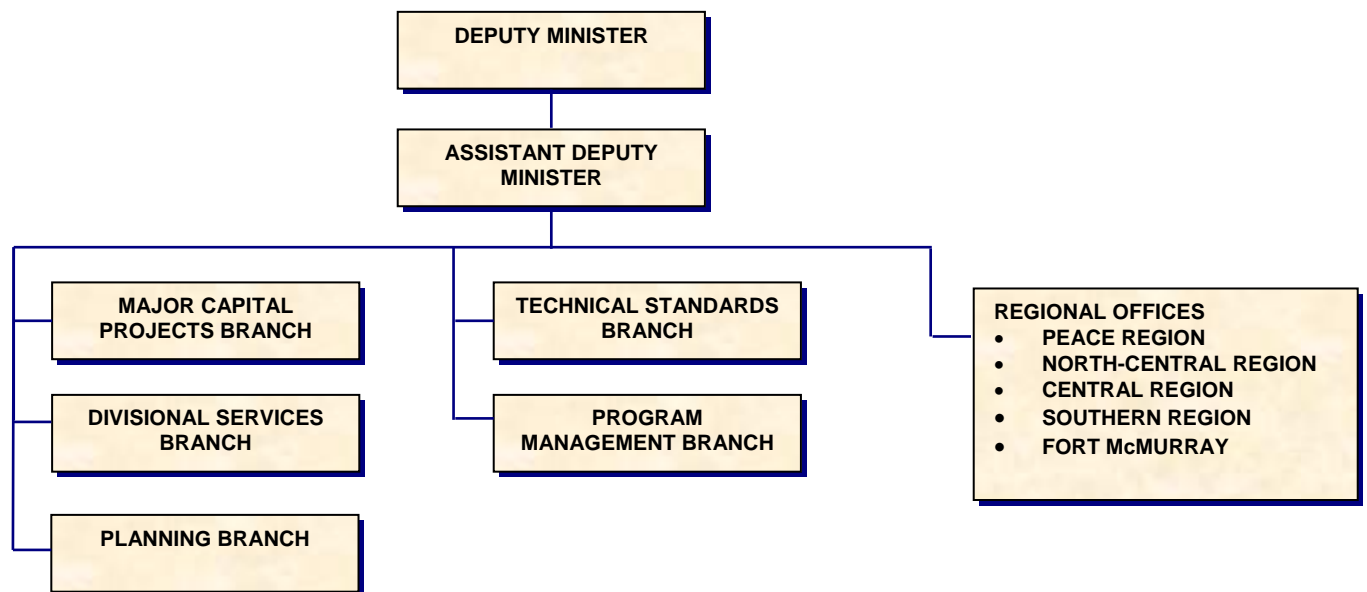 DEPUTY MINISTER
ASSISTANT DEPUTY
MINISTER
MAJOR CAPITAL
PROJECTS BRANCH
TECHNICAL STANDARDS
BRANCH
REGIONAL OFFICES
• PEACE REGION
• NORTH-CENTRAL REGION
• CENTRAL REGION
• SOUTHERN REGION
• FORT McMURRAY
DIVISIONAL SERVICES
BRANCH
PROGRAM
MANAGEMENT BRANCH
PLANNING BRANCH